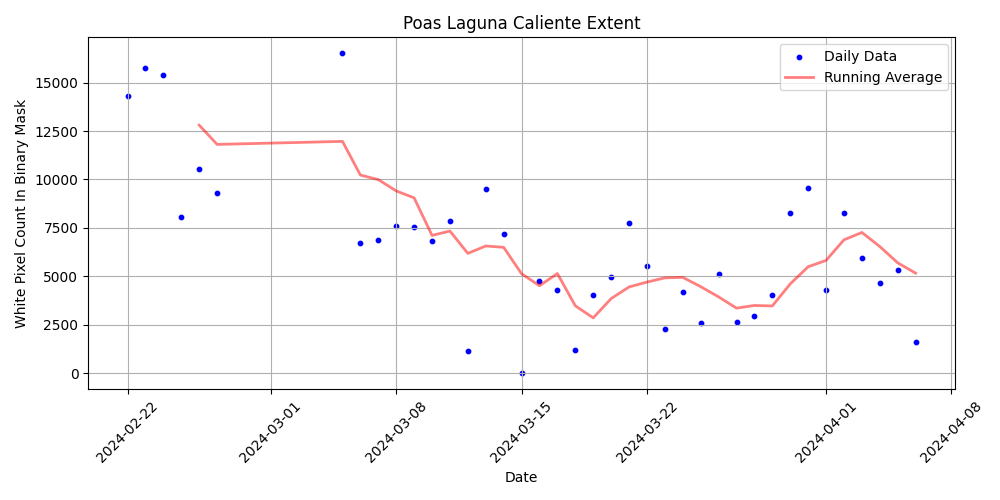 Poas Laguna Caliente Extent
Daily Data
Running Average
White Pixel Count In Binary Mask
15000
12500
10000
7500
5000
2500
0
2024-02-22
2024-03-01
2024-03-08
2024-03-15
2024-03-22
2024-04-01
2024-04-08
Date